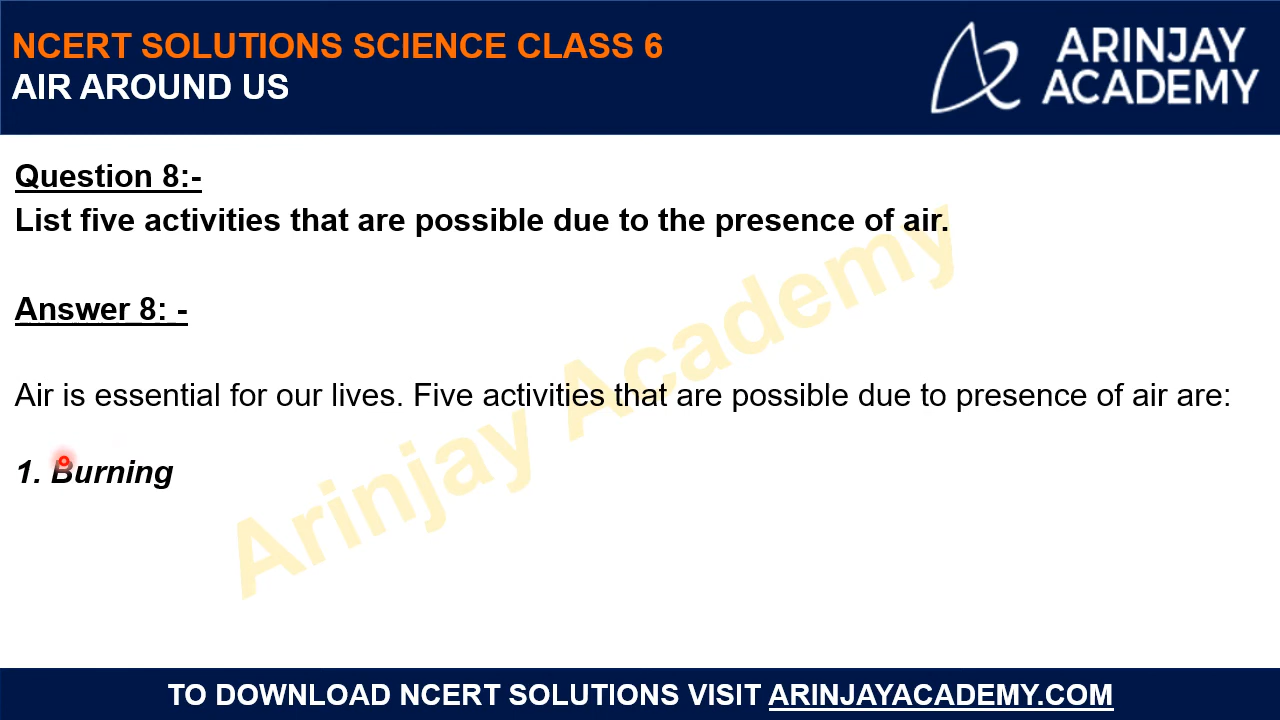 NCERT SOLUTIONS SCIENCE CLASS 6
AIR AROUND US
ARINJAY
ACADEMY
Question 8:-
List five activities that are possible due to the presence of air.
Answer 8: -
Air is essential for our lives. Five activities that are possible due to presence of air are:
1. Burning
Arinjay Academy
TO DOWNLOAD NCERT SOLUTIONS VISIT ARINJAYACADEMY.COM